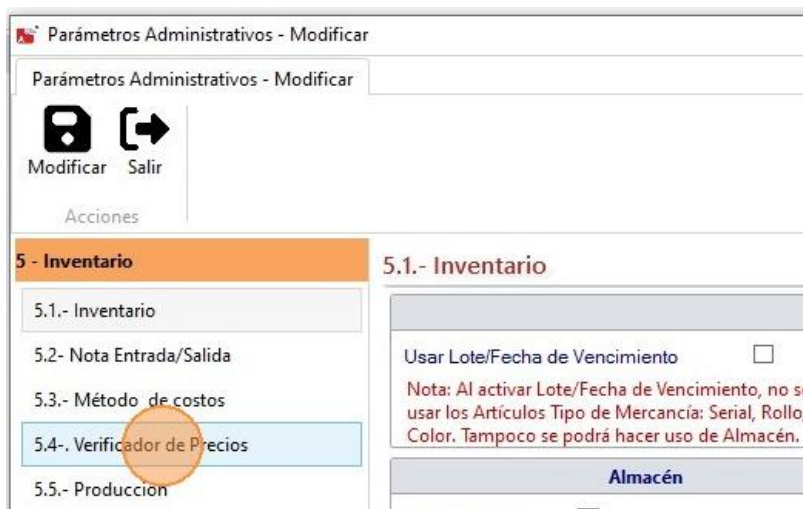 Parámetros Administrativos - Modificar
Parámetros Administrativos - Modificar
Modificar Salir
Acciones
5 - Inventario
5.1.- Inventario
5.2- Nota Entrada/Salida
5.3.- Método de costos
5.4-. Verificador de Precios
5.5.- Producción
5.1.- Inventario
Usar Lote/Fecha de Vencimiento
Nota: Al activar Lote/Fecha de Vencimiento, no
usar los Artículos Tipo de Mercancía: Serial, Rollo,
Color. Tampoco se podrá hacer uso de Almacén.
Almacén